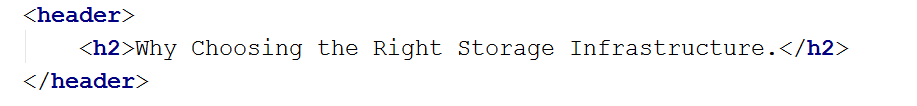 <header>
<h2>Why Choosing the Right Storage Infrastructure.</h2>
</header>